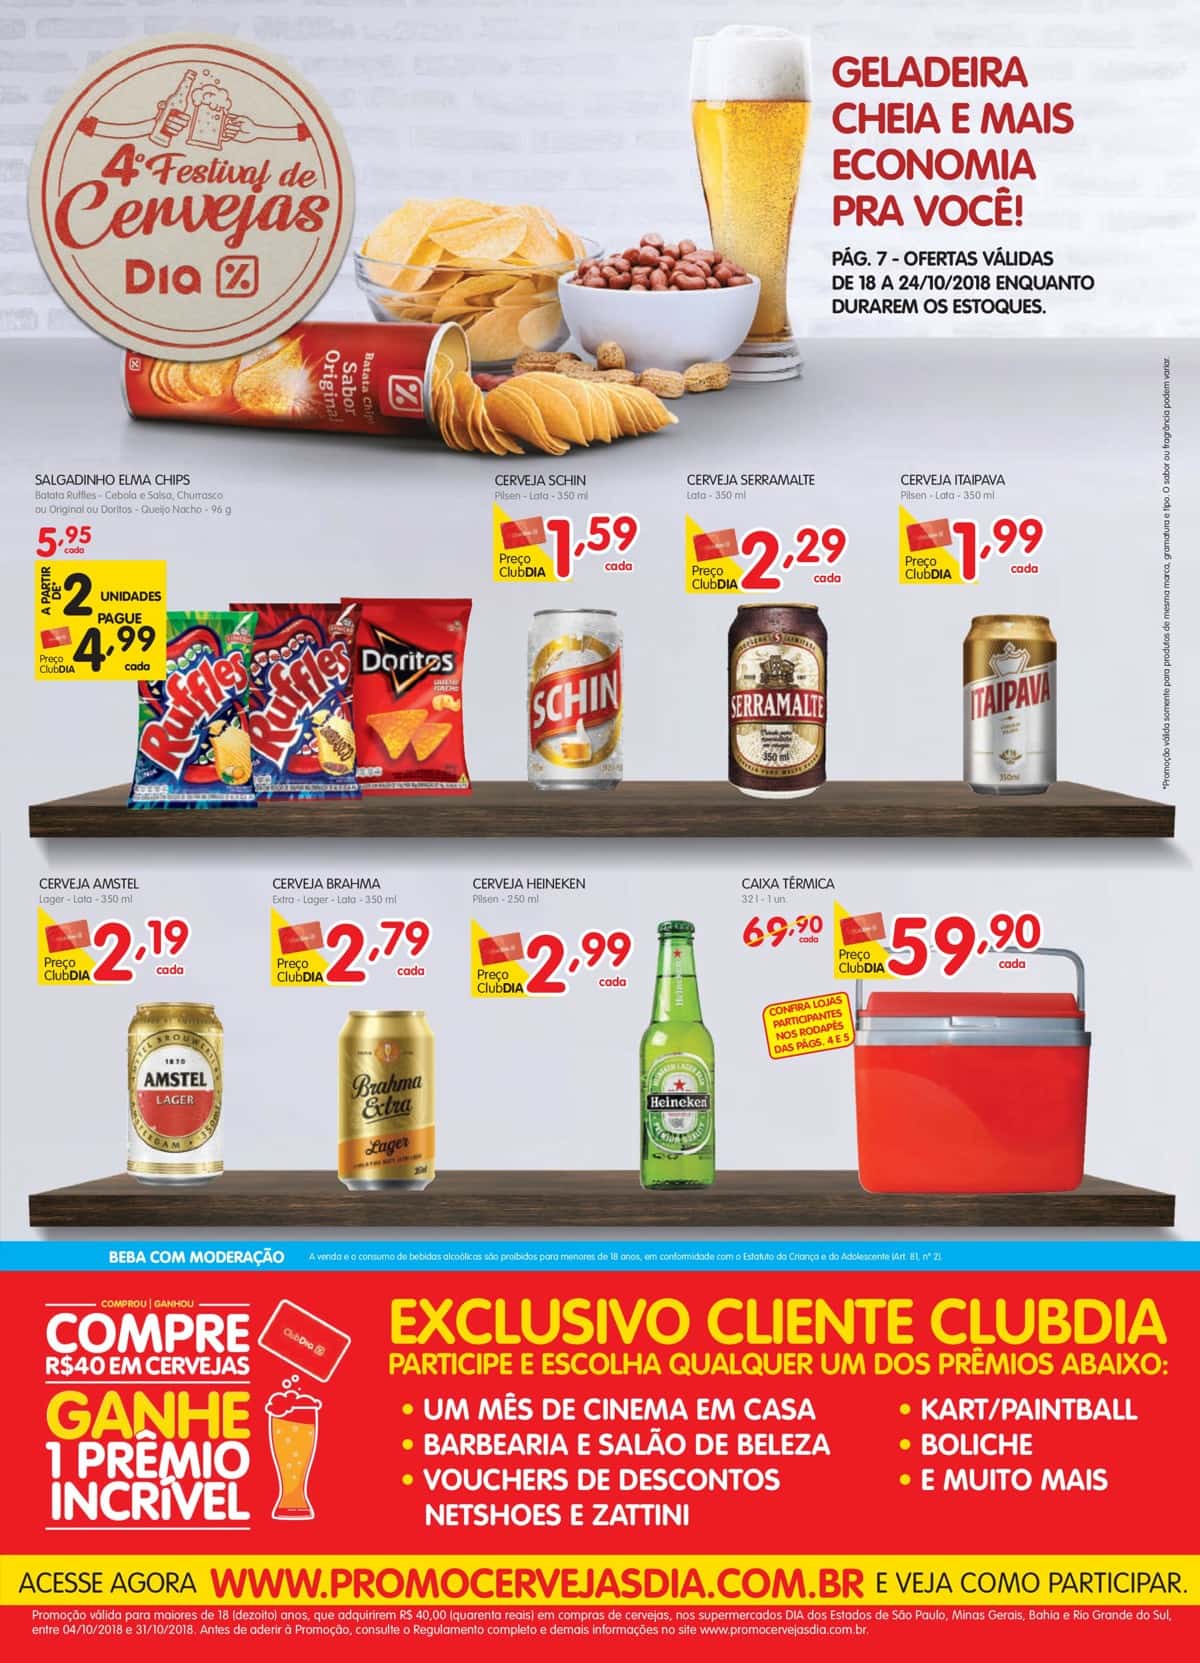 4º Festival de
Cervejas
Dia %
GELADEIRA
CHEIA E MAIS
ECONOMIA
PRA VOCÊ!
PÁG. 7 - OFERTAS VÁLIDAS
DE 18 A 24/10/2018 ENQUANTO
DURAREM OS ESTOQUES.
Batata Chips
Sabor
Original
*Promoção válida somente para produtos de mesma marca, gramatura e tipo. O sabor ou fragrância podem variar.
SALGADINHO ELMA CHIPS
Batata Ruffles - Cebola e Salsa, Churrasco
ou Original ou Doritos - Queijo Nacho - 96 g
5,95
cada
A PARTIR
DE*
2 UNIDADES
PAGUE
4,99
Preço
ClubDIA
cada
Ruffles
Ruffles
Doritos
QUEIJO
NACHO
CERVEJA SCHIN
Pilsen - Lata - 350 ml
1,59
Preço
ClubDIA
cada
SCHIN
CERVEJA SERRAMALTE
Lata - 350 ml
2,29
Preço
ClubDIA
cada
SERRAMALTE
350 ml
CERVEJA ITAIPAVA
Pilsen - Lata - 350 ml
1,99
Preço
ClubDIA
cada
ITAIPAVA
350ml
CERVEJA AMSTEL
Lager - Lata - 350 ml
2,19
Preço
ClubDIA
cada
AMSTEL BROUWERIJ
1870
AMSTEL
LAGER
AMSTERDAM
350ml
CERVEJA BRAHMA
Extra - Lager - Lata - 350 ml
2,79
Preço
ClubDIA
cada
Brahma
Extra
Lager
CERVEJA HEINEKEN
Pilsen - 250 ml
2,99
Preço
ClubDIA
cada
Heineken
Heineken
PREMIUM QUALITY
CAIXA TÉRMICA
32 l - 1 un.
69,90
cada
59,90
Preço
ClubDIA
cada
CONFIRA LOJAS
PARTICIPANTES
NOS RODAPÉS
DAS PÁGS. 4 E 5
BEBA COM MODERAÇÃO
A venda e o consumo de bebidas alcoólicas são proibidos para menores de 18 anos, em conformidade com o Estatuto da Criança e do Adolescente (Art. 81, nº 2).
COMPROU | GANHOU
COMPRE
R$40 EM CERVEJAS
GANHE
1 PRÊMIO
INCRÍVEL
ClubDia %
EXCLUSIVO CLIENTE CLUBDIA
PARTICIPE E ESCOLHA QUALQUER UM DOS PRÊMIOS ABAIXO:
• UM MÊS DE CINEMA EM CASA
• BARBEARIA E SALÃO DE BELEZA
• VOUCHERS DE DESCONTOS
NETSHOES E ZATTINI
• KART/PAINTBALL
• BOLICHE
• E MUITO MAIS
ACESSE AGORA WWW.PROMOCERVEJASDIA.COM.BR E VEJA COMO PARTICIPAR.
Promoção válida para maiores de 18 (dezoito) anos, que adquirirem R$ 40,00 (quarenta reais) em compras de cervejas, nos supermercados DIA dos Estados de São Paulo, Minas Gerais, Bahia e Rio Grande do Sul,
entre 04/10/2018 e 31/10/2018. Antes de aderir à Promoção, consulte o Regulamento completo e demais informações no site www.promocervejasdia.com.br.